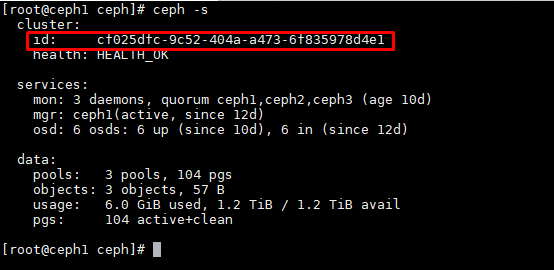 [root@ceph1 ceph]# ceph -s
  cluster:
    id:     cf025dfc-9c52-404a-a473-6f835978d4e1
    health: HEALTH_OK

  services:
    mon: 3 daemons, quorum ceph1,ceph2,ceph3 (age 10d)
    mgr: ceph1(active, since 12d)
    osd: 6 osds: 6 up (since 10d), 6 in (since 12d)

  data:
    pools:   3 pools, 104 pgs
    objects: 3 objects, 57 B
    usage:   6.0 GiB used, 1.2 TiB / 1.2 TiB avail
    pgs:     104 active+clean

[root@ceph1 ceph]#